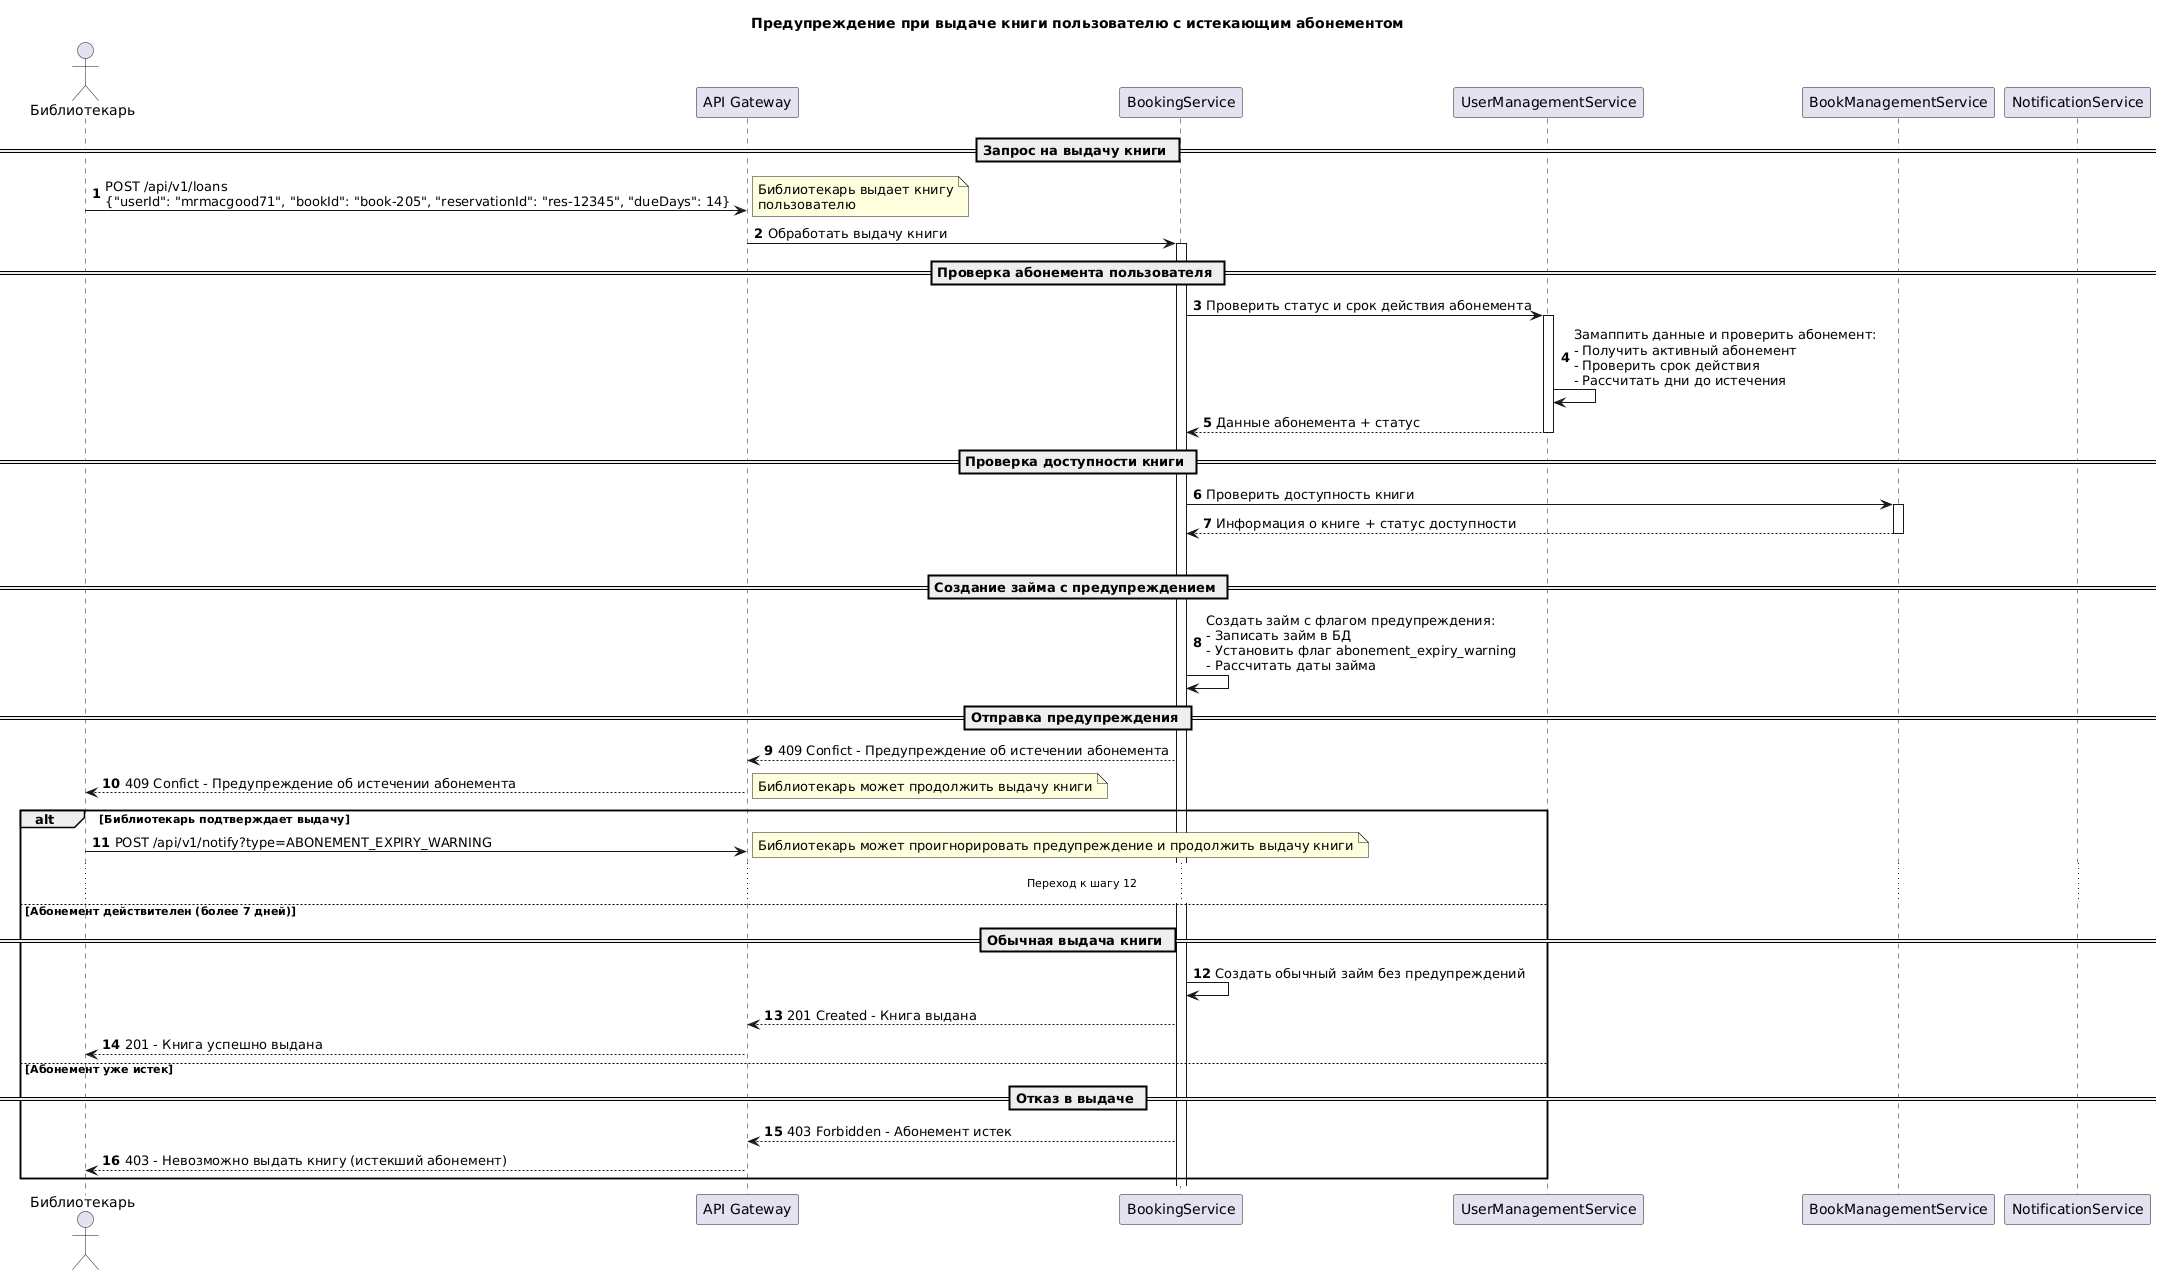 Предупреждение при выдаче книги пользователю с истекающим абонементом
Библиотекарь
API Gateway
BookingService
UserManagementService
BookManagementService
NotificationService
Запрос на выдачу книги
1 POST /api/v1/loans
{"userId": "mrmacgood71", "bookId": "book-205", "reservationId": "res-12345", "dueDays": 14}
Библиотекарь выдает книгу
пользователю
2 Обработать выдачу книги
Проверка абонемента пользователя
3 Проверить статус и срок действия абонемента
4 Замаппить данные и проверить абонемент:
- Получить активный абонемент
- Проверить срок действия
- Рассчитать дни до истечения
5 Данные абонемента + статус
Проверка доступности книги
6 Проверить доступность книги
7 Информация о книге + статус доступности
Создание займа с предупреждением
8 Создать займ с флагом предупреждения:
- Записать займ в БД
- Установить флаг abonement_expiry_warning
- Рассчитать даты займа
Отправка предупреждения
9 409 Confict - Предупреждение об истечении абонемента
10 409 Confict - Предупреждение об истечении абонемента
Библиотекарь может продолжить выдачу книги
alt [Библиотекарь подтверждает выдачу]
11 POST /api/v1/notify?type=ABONEMENT_EXPIRY_WARNING
Библиотекарь может проигнорировать предупреждение и продолжить выдачу книги
Переход к шагу 12
[Абонемент действителен (более 7 дней)]
Обычная выдача книги
12 Создать обычный займ без предупреждений
13 201 Created - Книга выдана
14 201 - Книга успешно выдана
[Абонемент уже истек]
Отказ в выдаче
15 403 Forbidden - Абонемент истек
16 403 - Невозможно выдать книгу (истекший абонемент)
Библиотекарь
API Gateway
BookingService
UserManagementService
BookManagementService
NotificationService